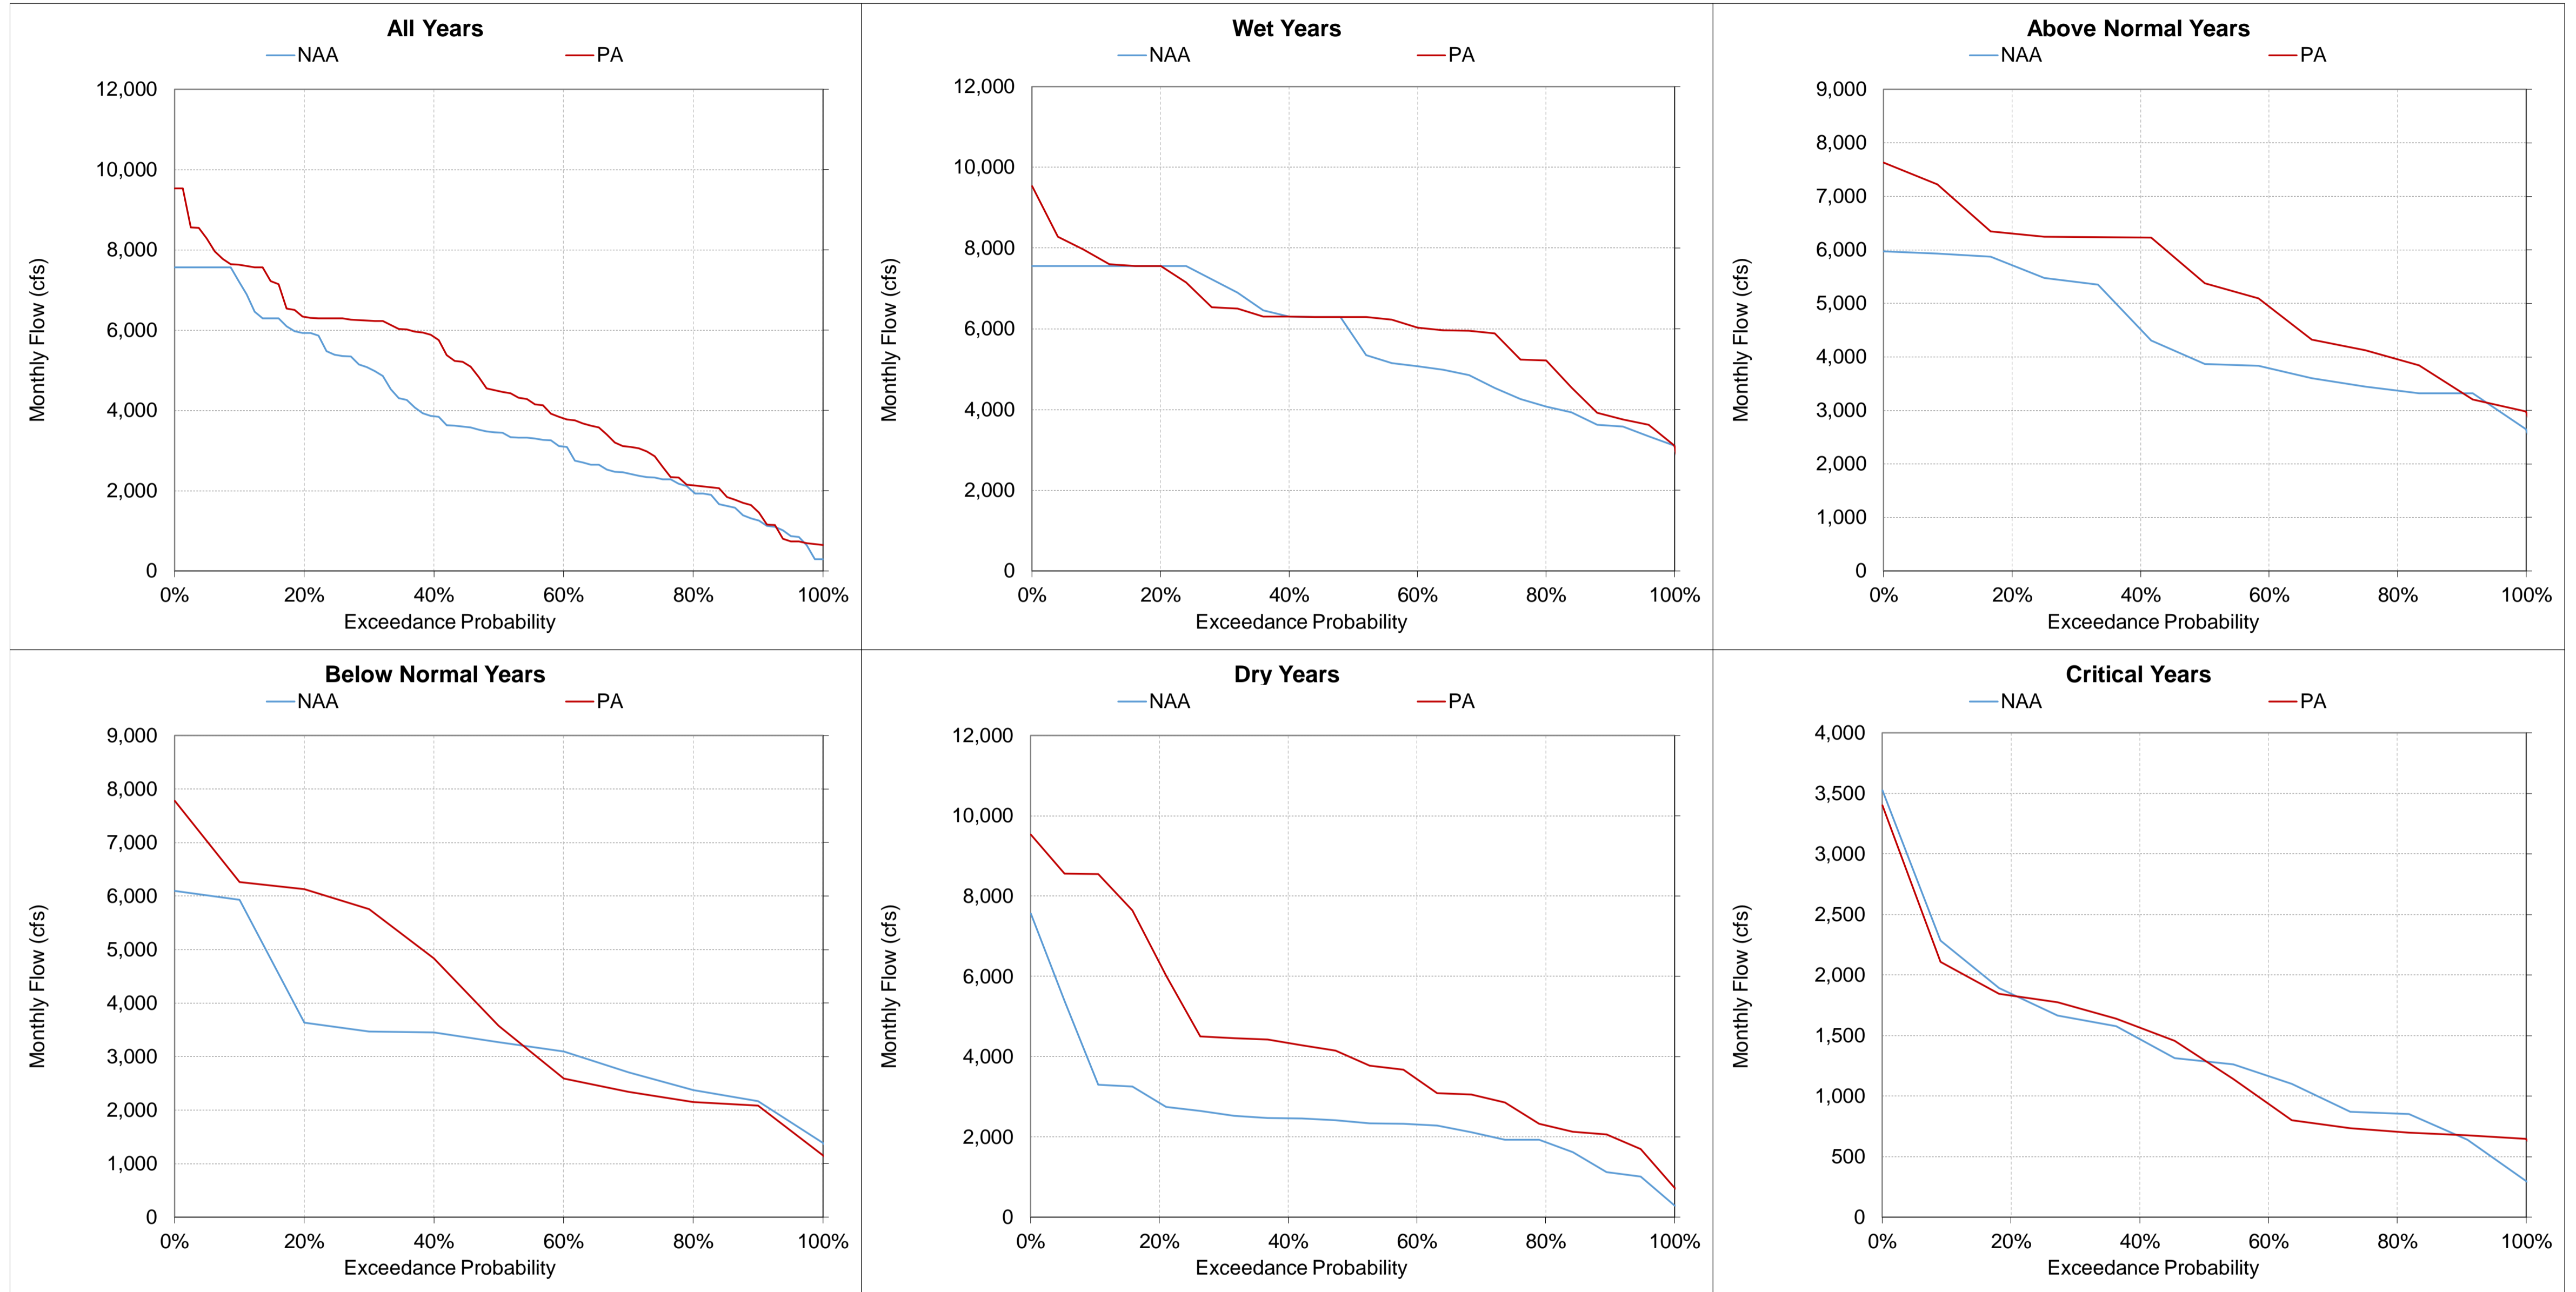 All Years
NAA PA
12,000
10,000
8,000
6,000
4,000
2,000
0
0% 20% 40% 60% 80% 100%
Monthly Flow (cfs)
Exceedance Probability
Wet Years
NAA PA
12,000
10,000
8,000
6,000
4,000
2,000
0
0% 20% 40% 60% 80% 100%
Monthly Flow (cfs)
Exceedance Probability
Above Normal Years
NAA PA
9,000
8,000
7,000
6,000
5,000
4,000
3,000
2,000
1,000
0
0% 20% 40% 60% 80% 100%
Monthly Flow (cfs)
Exceedance Probability
Below Normal Years
NAA PA
9,000
8,000
7,000
6,000
5,000
4,000
3,000
2,000
1,000
0
0% 20% 40% 60% 80% 100%
Monthly Flow (cfs)
Exceedance Probability
Dry Years
NAA PA
12,000
10,000
8,000
6,000
4,000
2,000
0
0% 20% 40% 60% 80% 100%
Monthly Flow (cfs)
Exceedance Probability
Critical Years
NAA PA
4,000
3,500
3,000
2,500
2,000
1,500
1,000
500
0
0% 20% 40% 60% 80% 100%
Monthly Flow (cfs)
Exceedance Probability